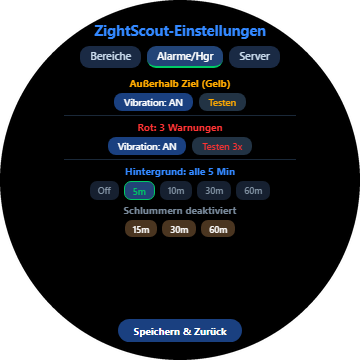 ZightScout-Einstellungen
Bereiche Alarme/Hgr Server
Außerhalb Ziel (Gelb)
Vibration: AN Testen
Rot: 3 Warnungen
Vibration: AN Testen 3x
Hintergrund: alle 5 Min
Off 5m 10m 30m 60m
Schlummern deaktiviert
15m 30m 60m
Speichern & Zurück